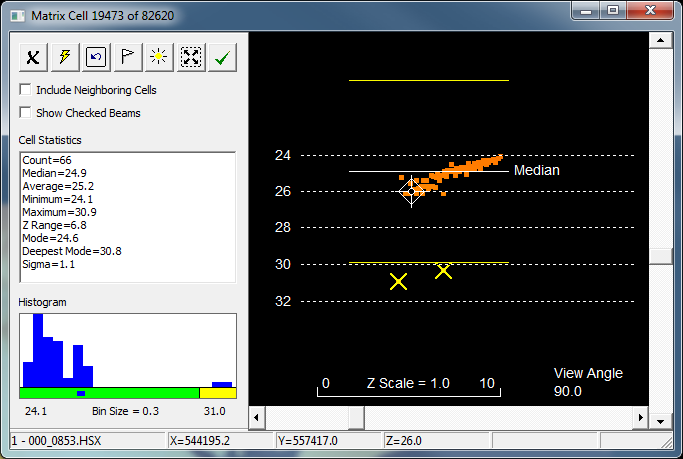 Matrix Cell 19473 of 82620
Include Neighboring Cells
Show Checked Beams
Cell Statistics
Count=66
Median=24.9
Average=25.2
Minimum=24.1
Maximum=30.9
Z Range=6.8
Mode=24.6
Deepest Mode=30.8
Sigma=1.1
Histogram
24.1 Bin Size = 0.3 31.0
24
Median
26
28
30
32
0 Z Scale = 1.0 10
View Angle
90.0
1 - 000_0853.HSX X=544195.2 Y=557417.0 Z=26.0